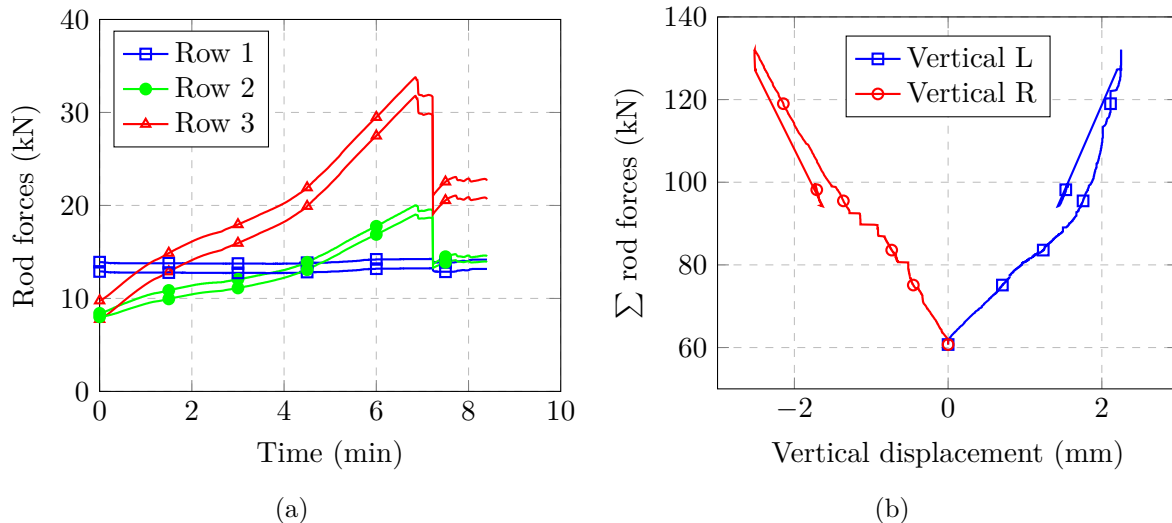 40
30
20
10
0
Rod forces (kN)
Row 1
Row 2
Row 3
0 2 4 6 8 10
Time (min)
(a)
140
120
100
80
60
∑ rod forces (kN)
Vertical L
Vertical R
−2 0 2
Vertical displacement (mm)
(b)